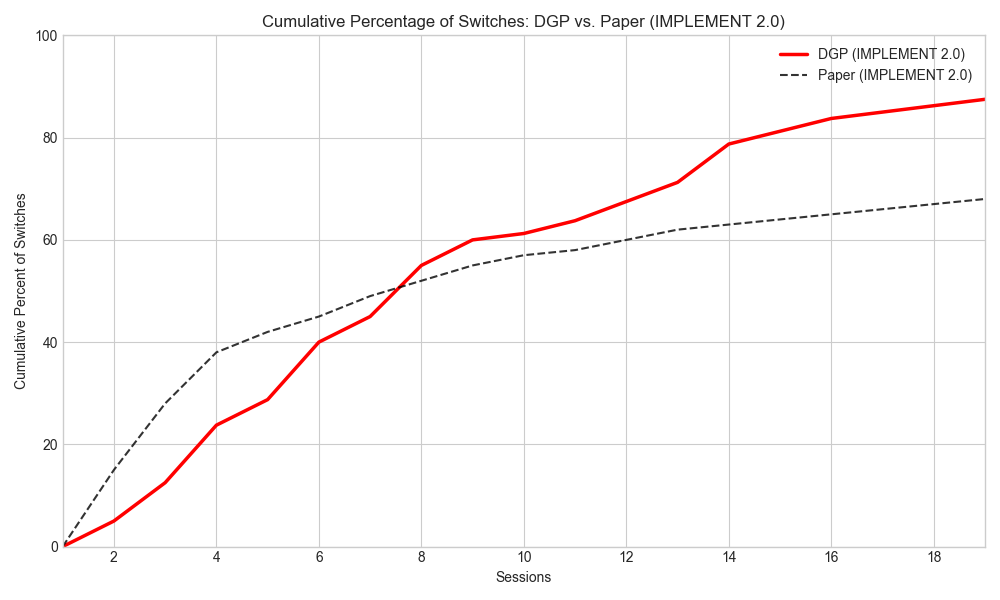 Cumulative Percentage of Switches: DGP vs. Paper (IMPLEMENT 2.0)
DGP (IMPLEMENT 2.0)
Paper (IMPLEMENT 2.0)
Cumulative Percent of Switches
100
80
60
40
20
0
2 4 6 8 10 12 14 16 18
Sessions